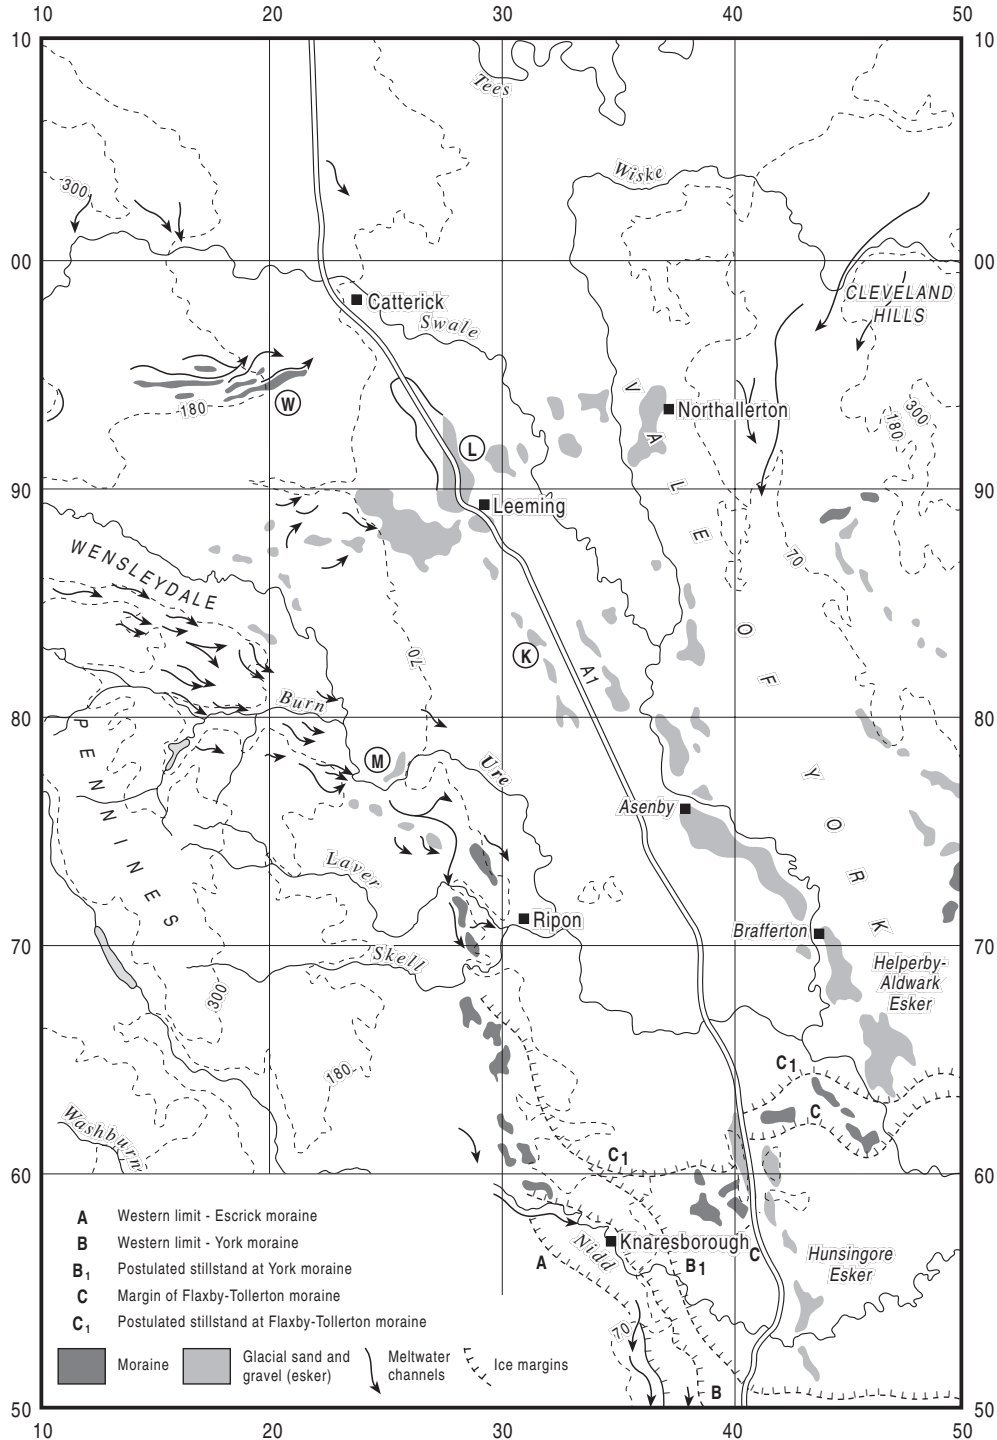 10 20 30 40 50
10 10
Tees
Wiske
300
00 00
CLEVELAND
HILLS
Catterick
Swale
W
180
V A L E O F Y O R K
Northallerton
300
180
L
90 90
Leeming
WENSLEYDALE
70
K
A1
70
80 80
Burn
PENNINES
M
Ure
Asenby
Laver
Ripon
Brafferton
70 70
Skell
Helperby-
Aldwark
Esker
300
180
C1
C
Washburn
C1
60 60
A Western limit - Escrick moraine
B Western limit - York moraine
B1 Postulated stillstand at York moraine
C Margin of Flaxby-Tollerton moraine
C1 Postulated stillstand at Flaxby-Tollerton moraine
Knaresborough
Nidd
A
B1
C
Hunsingore
Esker
70
B
Moraine
Glacial sand and
gravel (esker)
Meltwater
channels
Ice margins
50 50
10 20 30 40 50